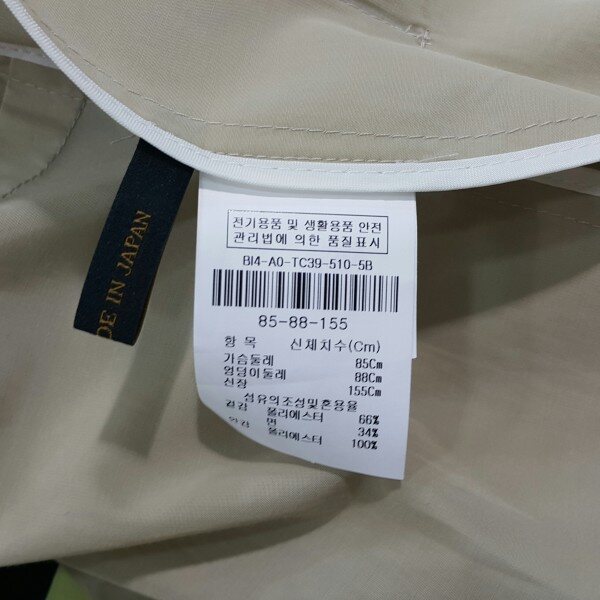 전기용품 및 생활용품 안전
관리법에 의한 품질표시
BI4-A0-TC39-510-5B
85-88-155
항 목 신체치수(Cm)
가슴둘레 85Cm
엉덩이둘레 88Cm
신장 155Cm
섬유의조성및혼용율
겉감 폴리에스터 66%
면 34%
안감 폴리에스터 100%
DE IN JAPAN